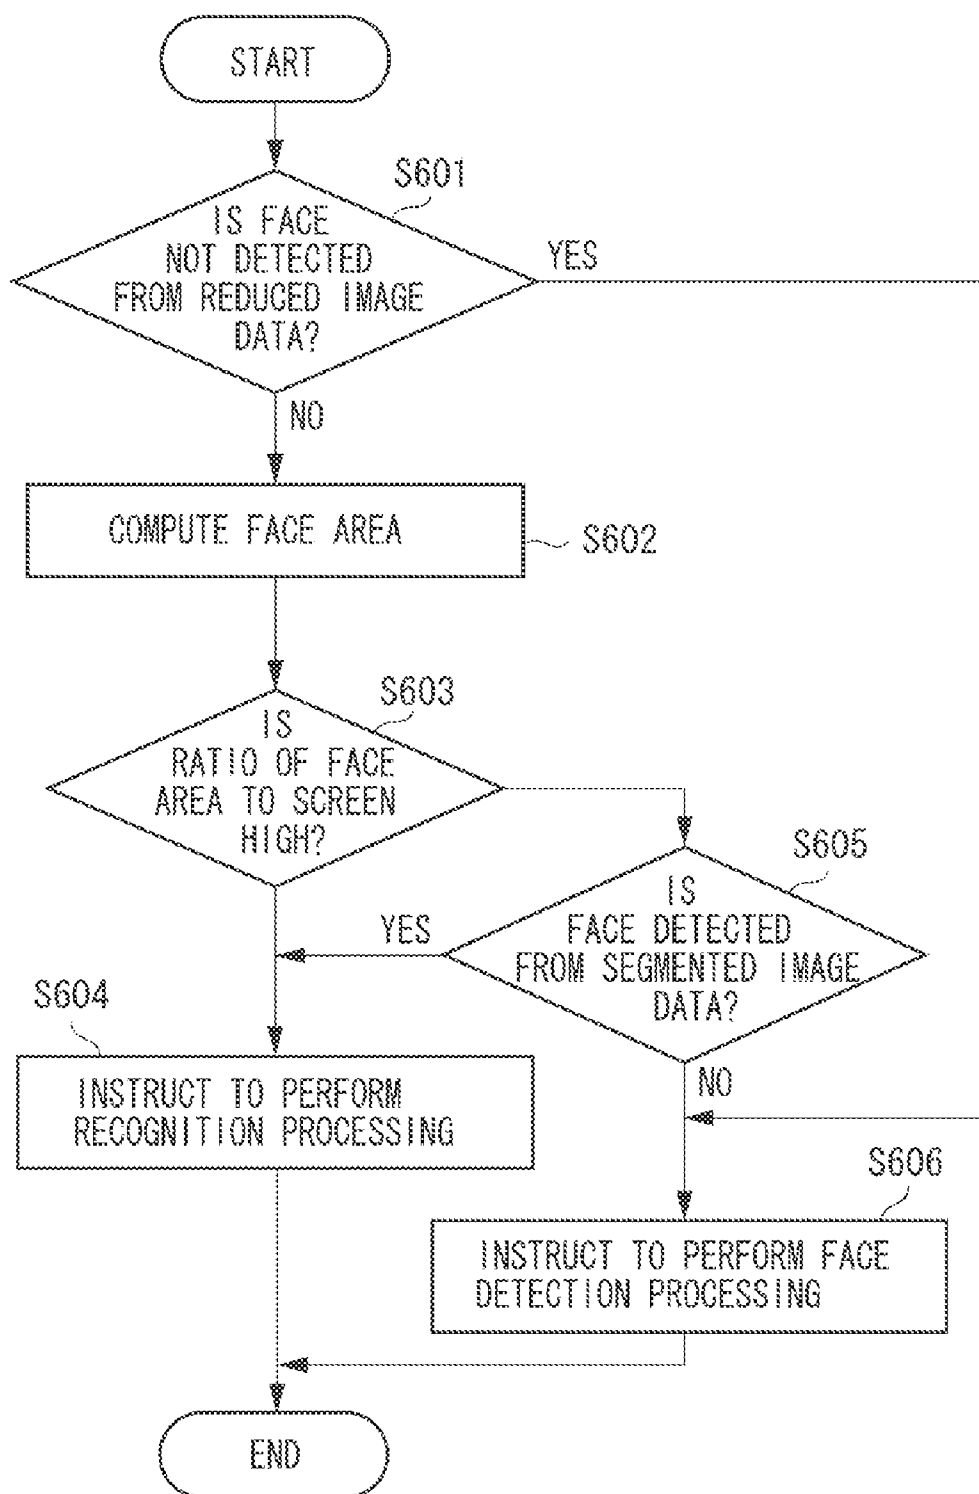 START
S601
IS FACE
NOT DETECTED
FROM REDUCED IMAGE
DATA?
YES
NO
COMPUTE FACE AREA
S602
S603
IS
RATIO OF FACE
AREA TO SCREEN
HIGH?
S605
IS
FACE DETECTED
FROM SEGMENTED IMAGE
DATA?
YES
NO
S604
INSTRUCT TO PERFORM
RECOGNITION PROCESSING
S606
INSTRUCT TO PERFORM FACE
DETECTION PROCESSING
END